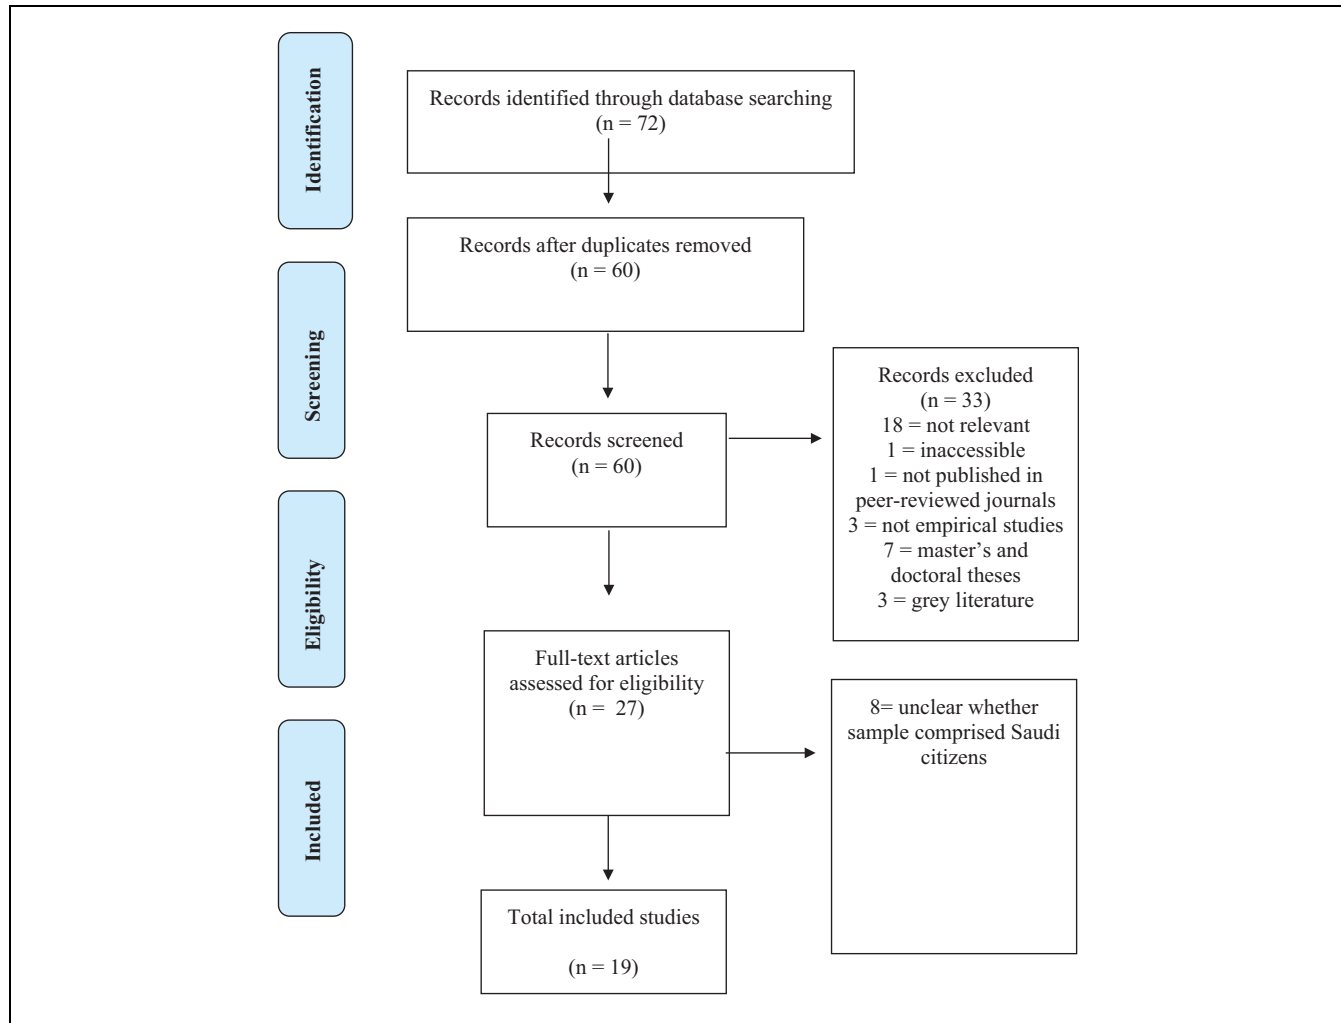 Identification
Records identified through database searching
(n = 72)
Records after duplicates removed
(n = 60)
Screening
Records screened
(n = 60)
Records excluded
(n = 33)
18 = not relevant
1 = inaccessible
1 = not published in
peer-reviewed journals
3 = not empirical studies
7 = master’s and
doctoral theses
3 = grey literature
Eligibility
Full-text articles
assessed for eligibility
(n =  27)
8= unclear whether
sample comprised Saudi
citizens
Included
Total included studies
(n = 19)